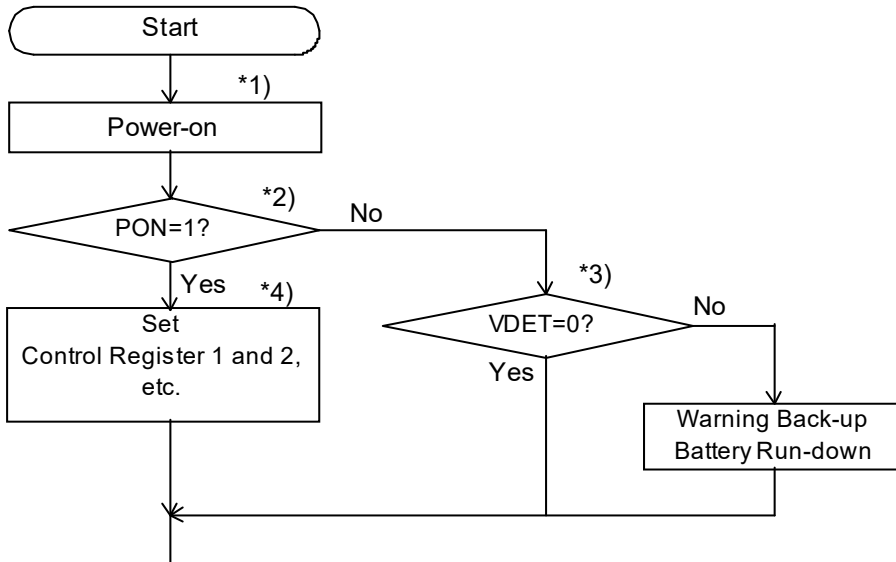 Start
*1)
Power-on
*2)
PON=1?
No
Yes
*4)
*3)
VDET=0?
No
Yes
Set
Control Register 1 and 2,
etc.
Warning Back-up
Battery Run-down